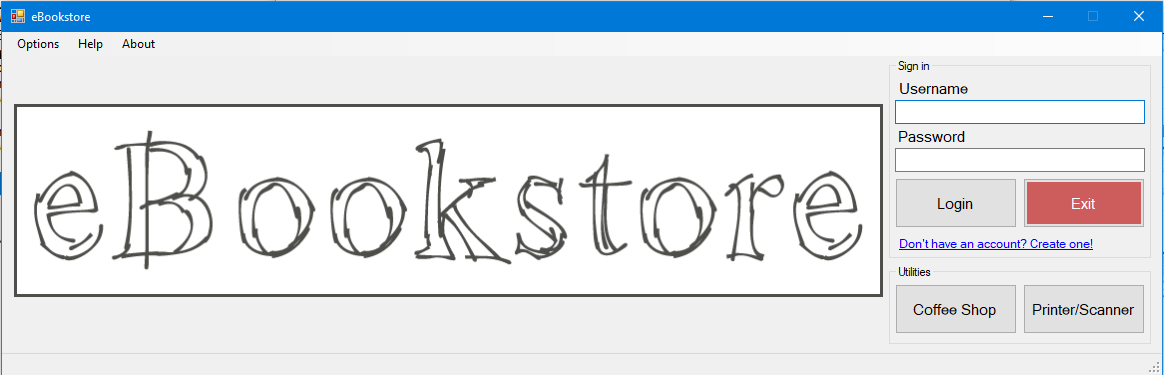 eBookstore
Options Help About
eBookstore
Sign in
Username
Password
Login Exit
Don't have an account? Create one!
Utilities
Coffee Shop Printer/Scanner